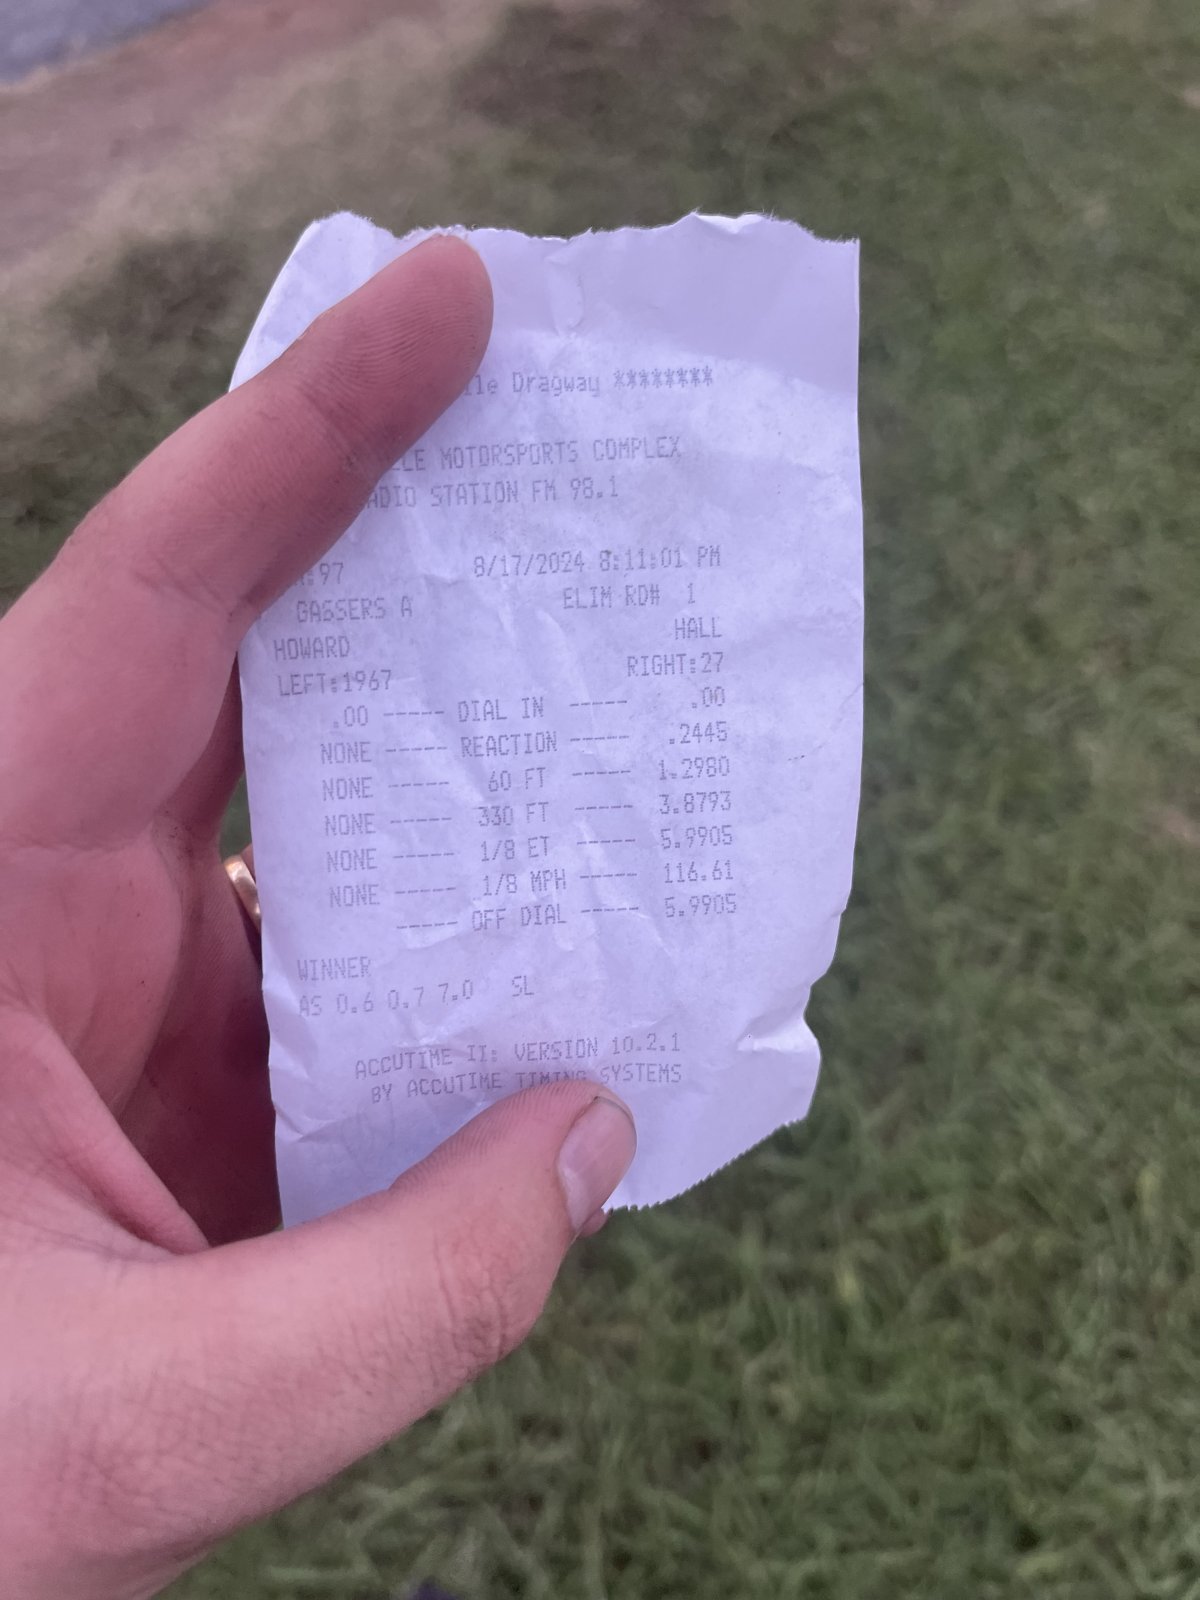 Dragway ********
MOTORSPORTS COMPLEX
STATION FM 98.1
:97 8/17/2024 8:11:01 PM
GASSERS A ELIM RD# 1
HOWARD HALL
LEFT:1967 RIGHT:27
.00 ----- DIAL IN ----- .00
NONE ----- REACTION ----- .2445
NONE ----- 60 FT ----- 1.2980
NONE ----- 330 FT ----- 3.8793
NONE ----- 1/8 ET ----- 5.9905
NONE ----- 1/8 MPH ----- 116.61
----- OFF DIAL ----- 5.9905
WINNER
AS 0.6 0.7 7.0 SL
ACCUTIME II: VERSION 10.2.1
BY ACCUTIME TIMING SYSTEMS